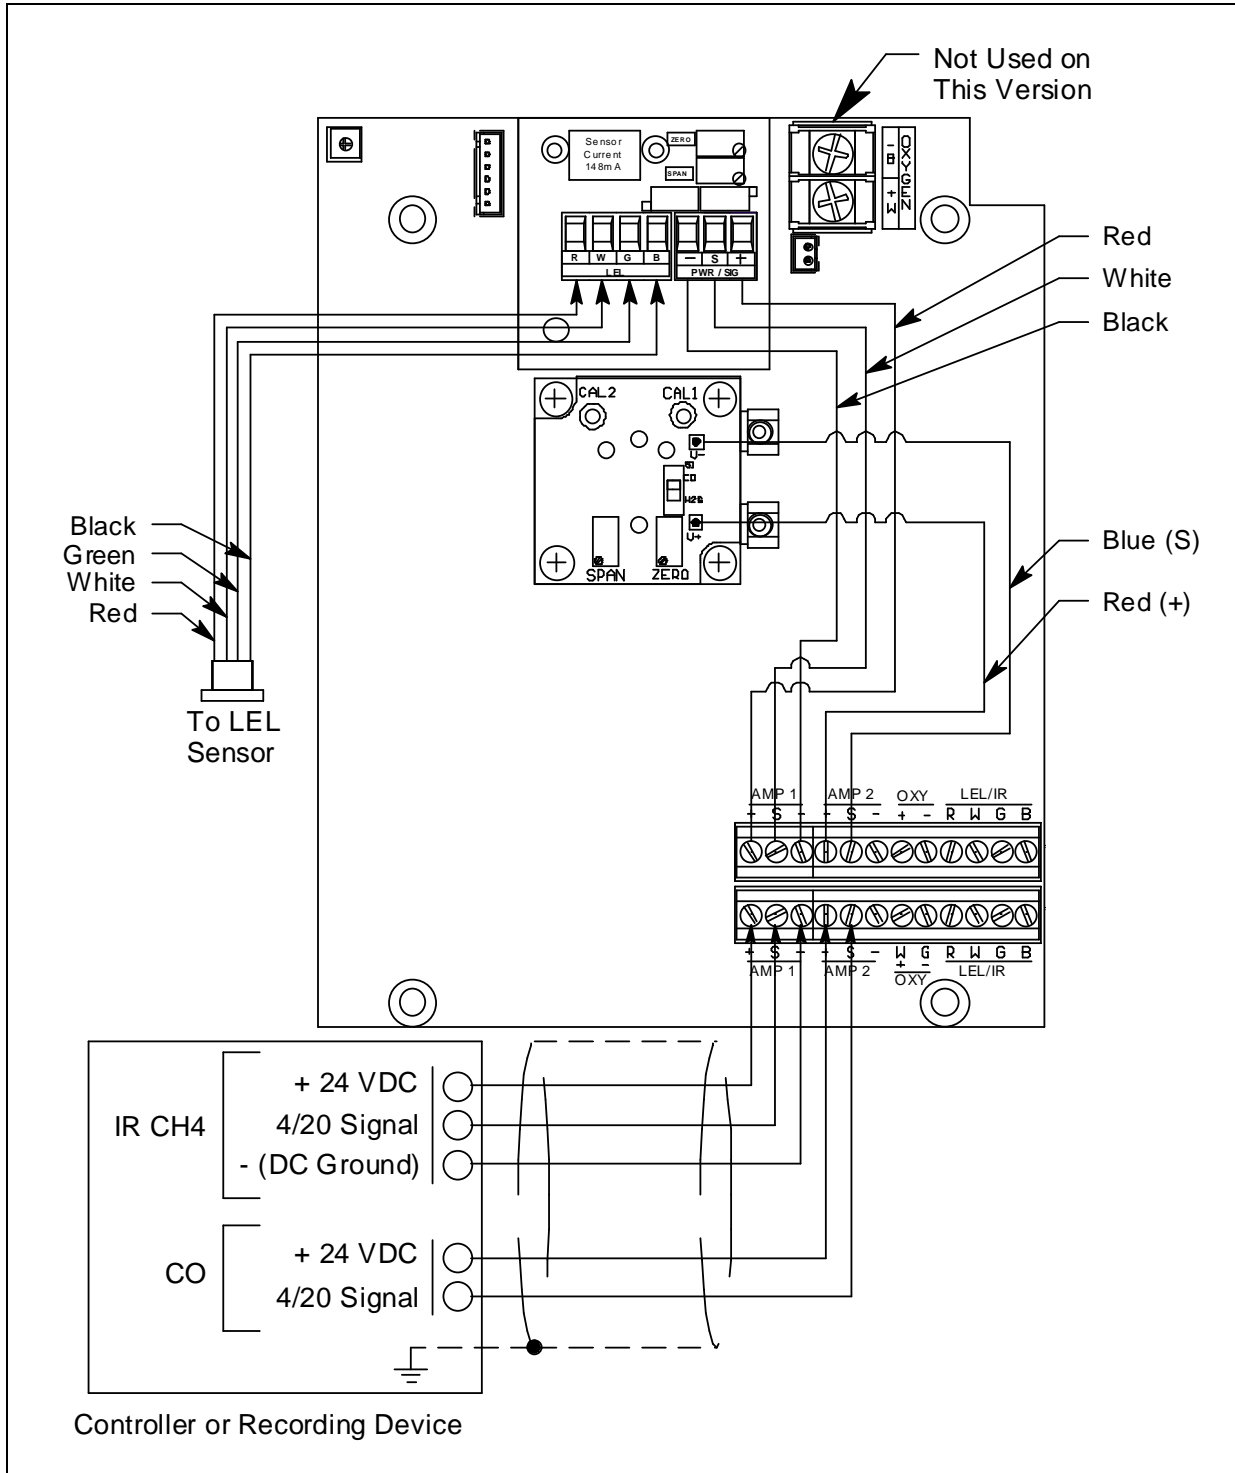 Not Used on
This Version
Sensor
Current
148mA
ZERO
SPAN
- B
+ W
OXYGEN
R W G B
LEL
- S +
PWR / SIG
Red
White
Black
CAL2
CAL1
V-
CO
H2S
V+
SPAN
ZERO
Black
Green
White
Red
To LEL
Sensor
Blue (S)
Red (+)
AMP 1 AMP 2 OXY LEL/IR
+ S - + S - + - R W G B
+ S - + S - W G R W G B
+ -
AMP 1 AMP 2 OXY LEL/IR
IR CH4
+ 24 VDC
4/20 Signal
- (DC Ground)
CO
+ 24 VDC
4/20 Signal
Controller or Recording Device